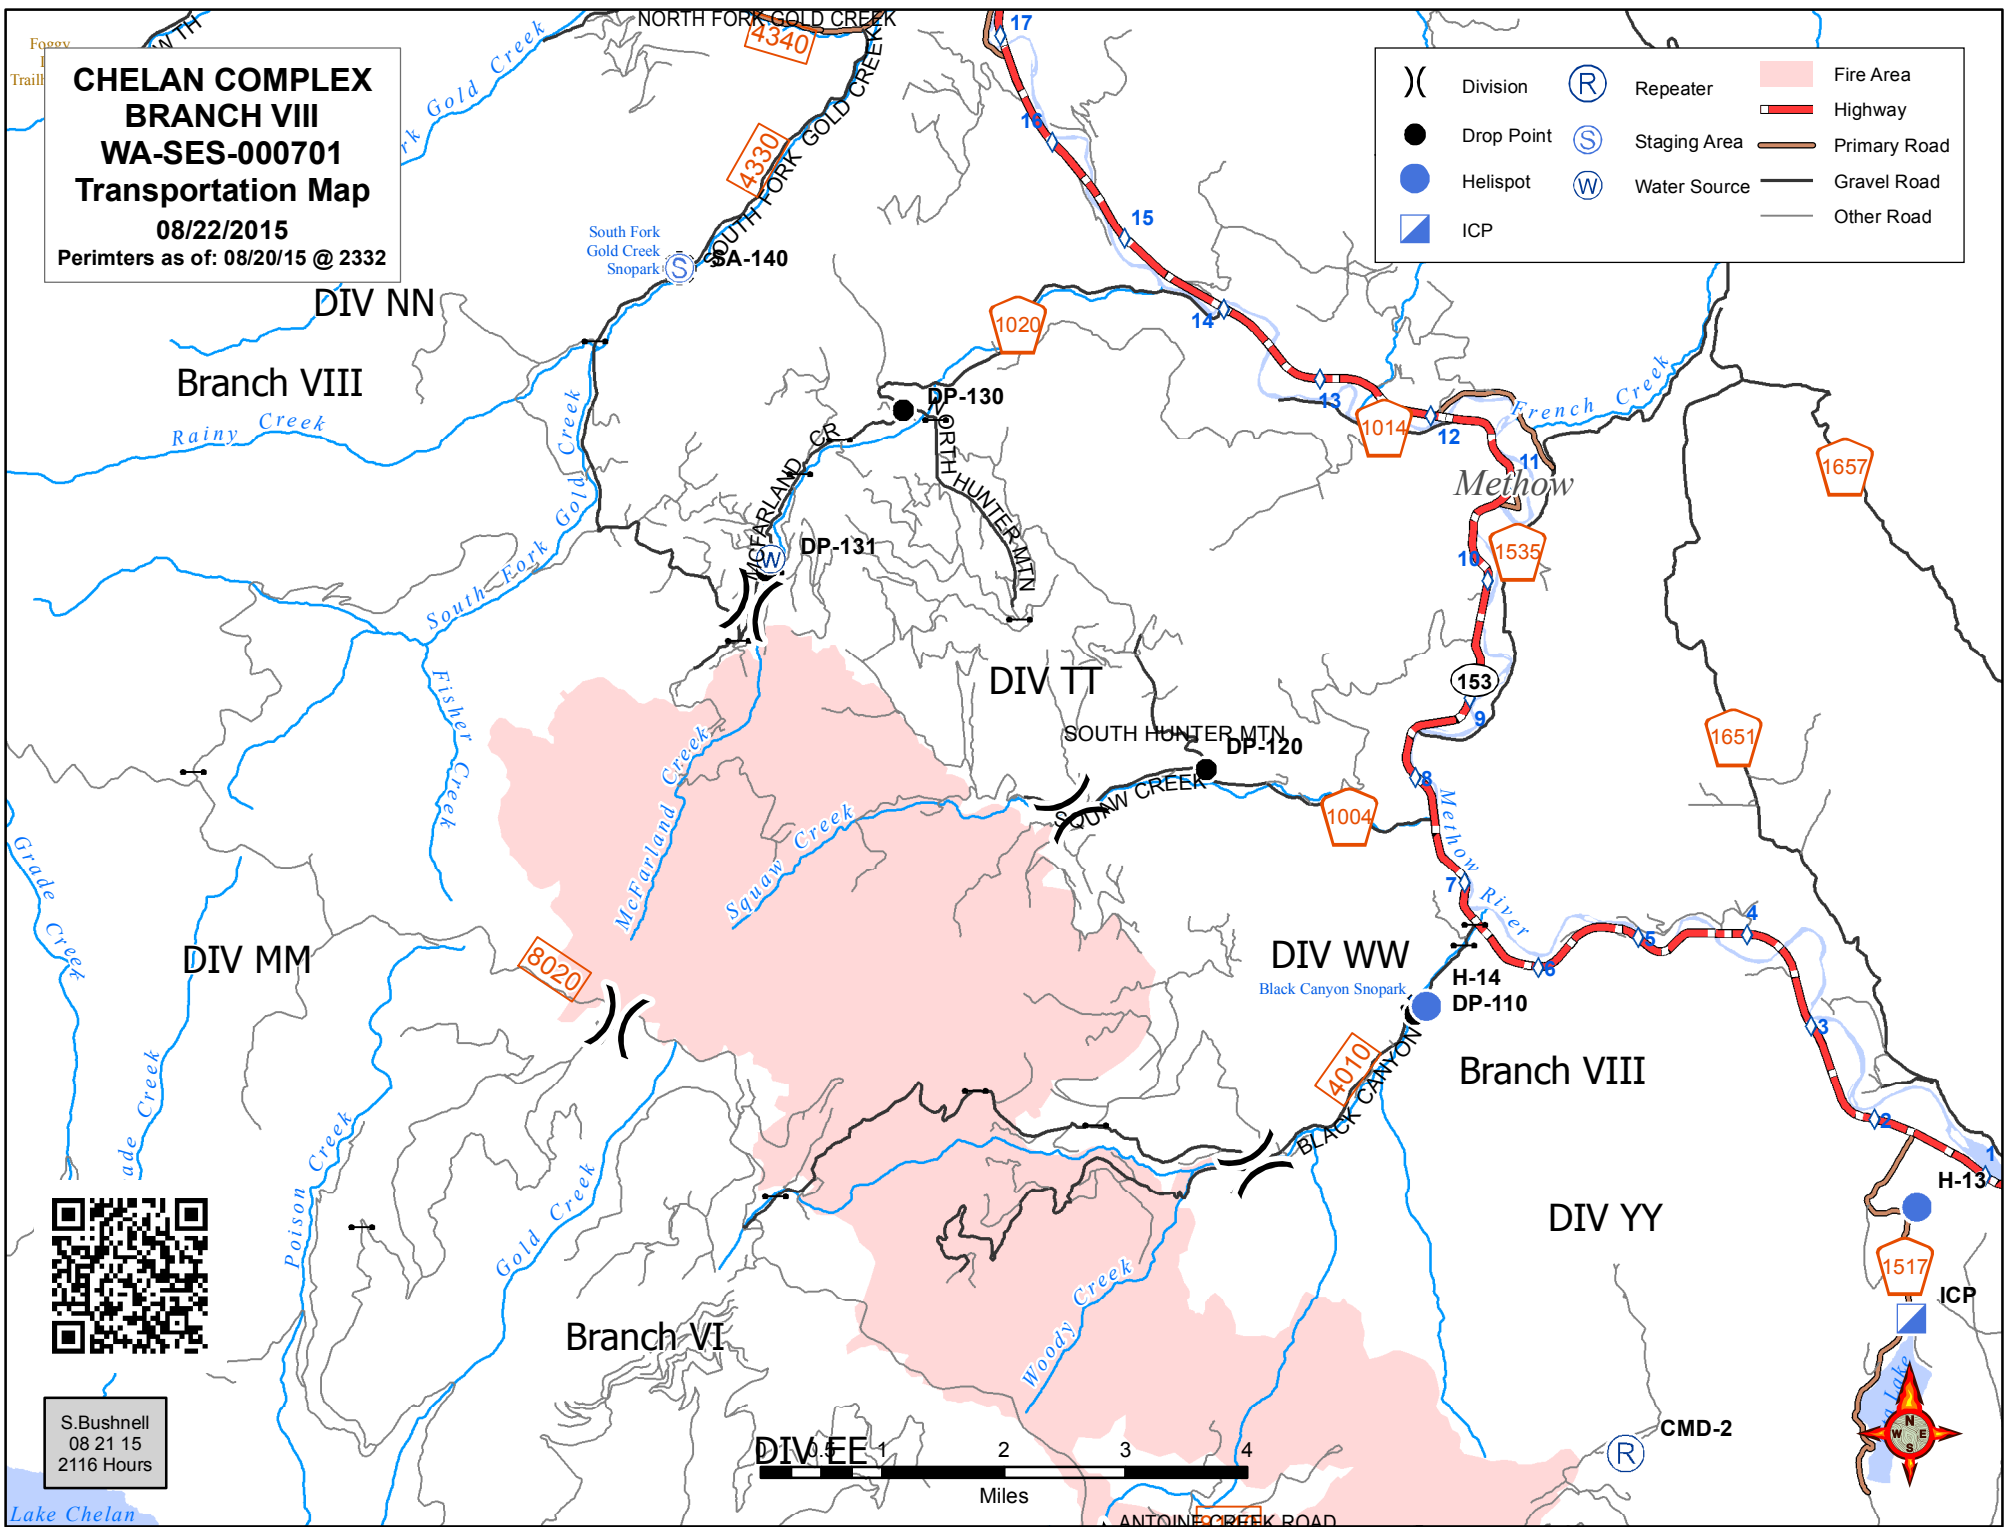 CHELAN COMPLEX
BRANCH VIII
WA-SES-000701
Transportation Map
08/22/2015
Perimters as of: 08/20/15 @ 2332
Foggy
NORTH FORK GOLD CREEK
4340
17
Gold Creek
4330
SOUTH FORK GOLD CREEK
16
Division
Drop Point
Helispot
ICP
Repeater
Staging Area
Water Source
Fire Area
Highway
Primary Road
Gravel Road
Other Road
15
South Fork
Gold Creek
Snopark
S
SA-140
DIV NN
14
1020
Branch VIII
Rainy Creek
DP-130
13
1014
12
French Creek
11
Methow
1657
MCFARLAND CR
NORTH HUNTER MTN
South Fork Gold Creek
DP-131
W
10
1535
Fisher Creek
DIV TT
153
9
SOUTH HUNTER MTN
DP-120
1651
McFarland Creek
Squaw Creek
SQUAW CREEK
8
1004
Methow River
7
Grade Creek
4
5
6
DIV MM
8020
DIV WW
Black Canyon Snopark
H-14
DP-110
3
Branch VIII
4010
BLACK CANYON
2
1
ade Creek
Poison Creek
Gold Creek
H-13
DIV YY
Woody Creek
1517
ICP
Branch VI
S.Bushnell
08 21 15
2116 Hours
Lake Chelan
DIV EE
0 0.5 1 2 3 4
Miles
CMD-2
R
Lake
N
W E
S
ANTOINE CREEK ROAD